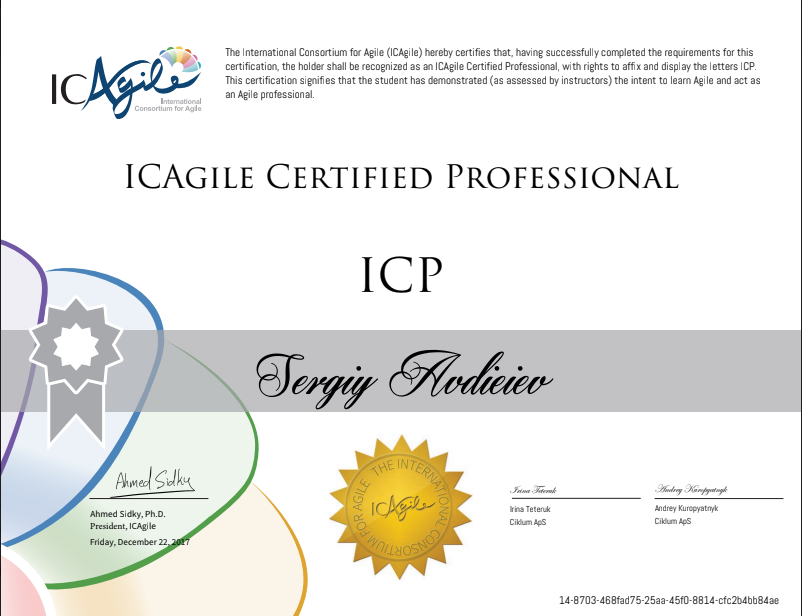 ICAgile
International
Consortium for Agile
The International Consortium for Agile (ICAgile) hereby certifies that, having successfully completed the requirements for this
certification, the holder shall be recognized as an ICAgile Certified Professional, with rights to affix and display the letters ICP.
This certification signifies that the student has demonstrated (as assessed by instructors) the intent to learn Agile and act as
an Agile professional.
ICAgile Certified Professional
ICP
Sergiy Avdieiev
Ahmed Sidky
Ahmed Sidky, Ph.D.
President, ICAgile
Friday, December 22, 2017
THE INTERNATIONAL CONSORTIUM FOR AGILE
ICAgile
Irina Teteruk
Irina Teteruk
Ciklum ApS
Andrey Kuropyatnyk
Andrey Kuropyatnyk
Ciklum ApS
14-8703-468fad75-25aa-45f0-8814-cfc2b4bb84ae